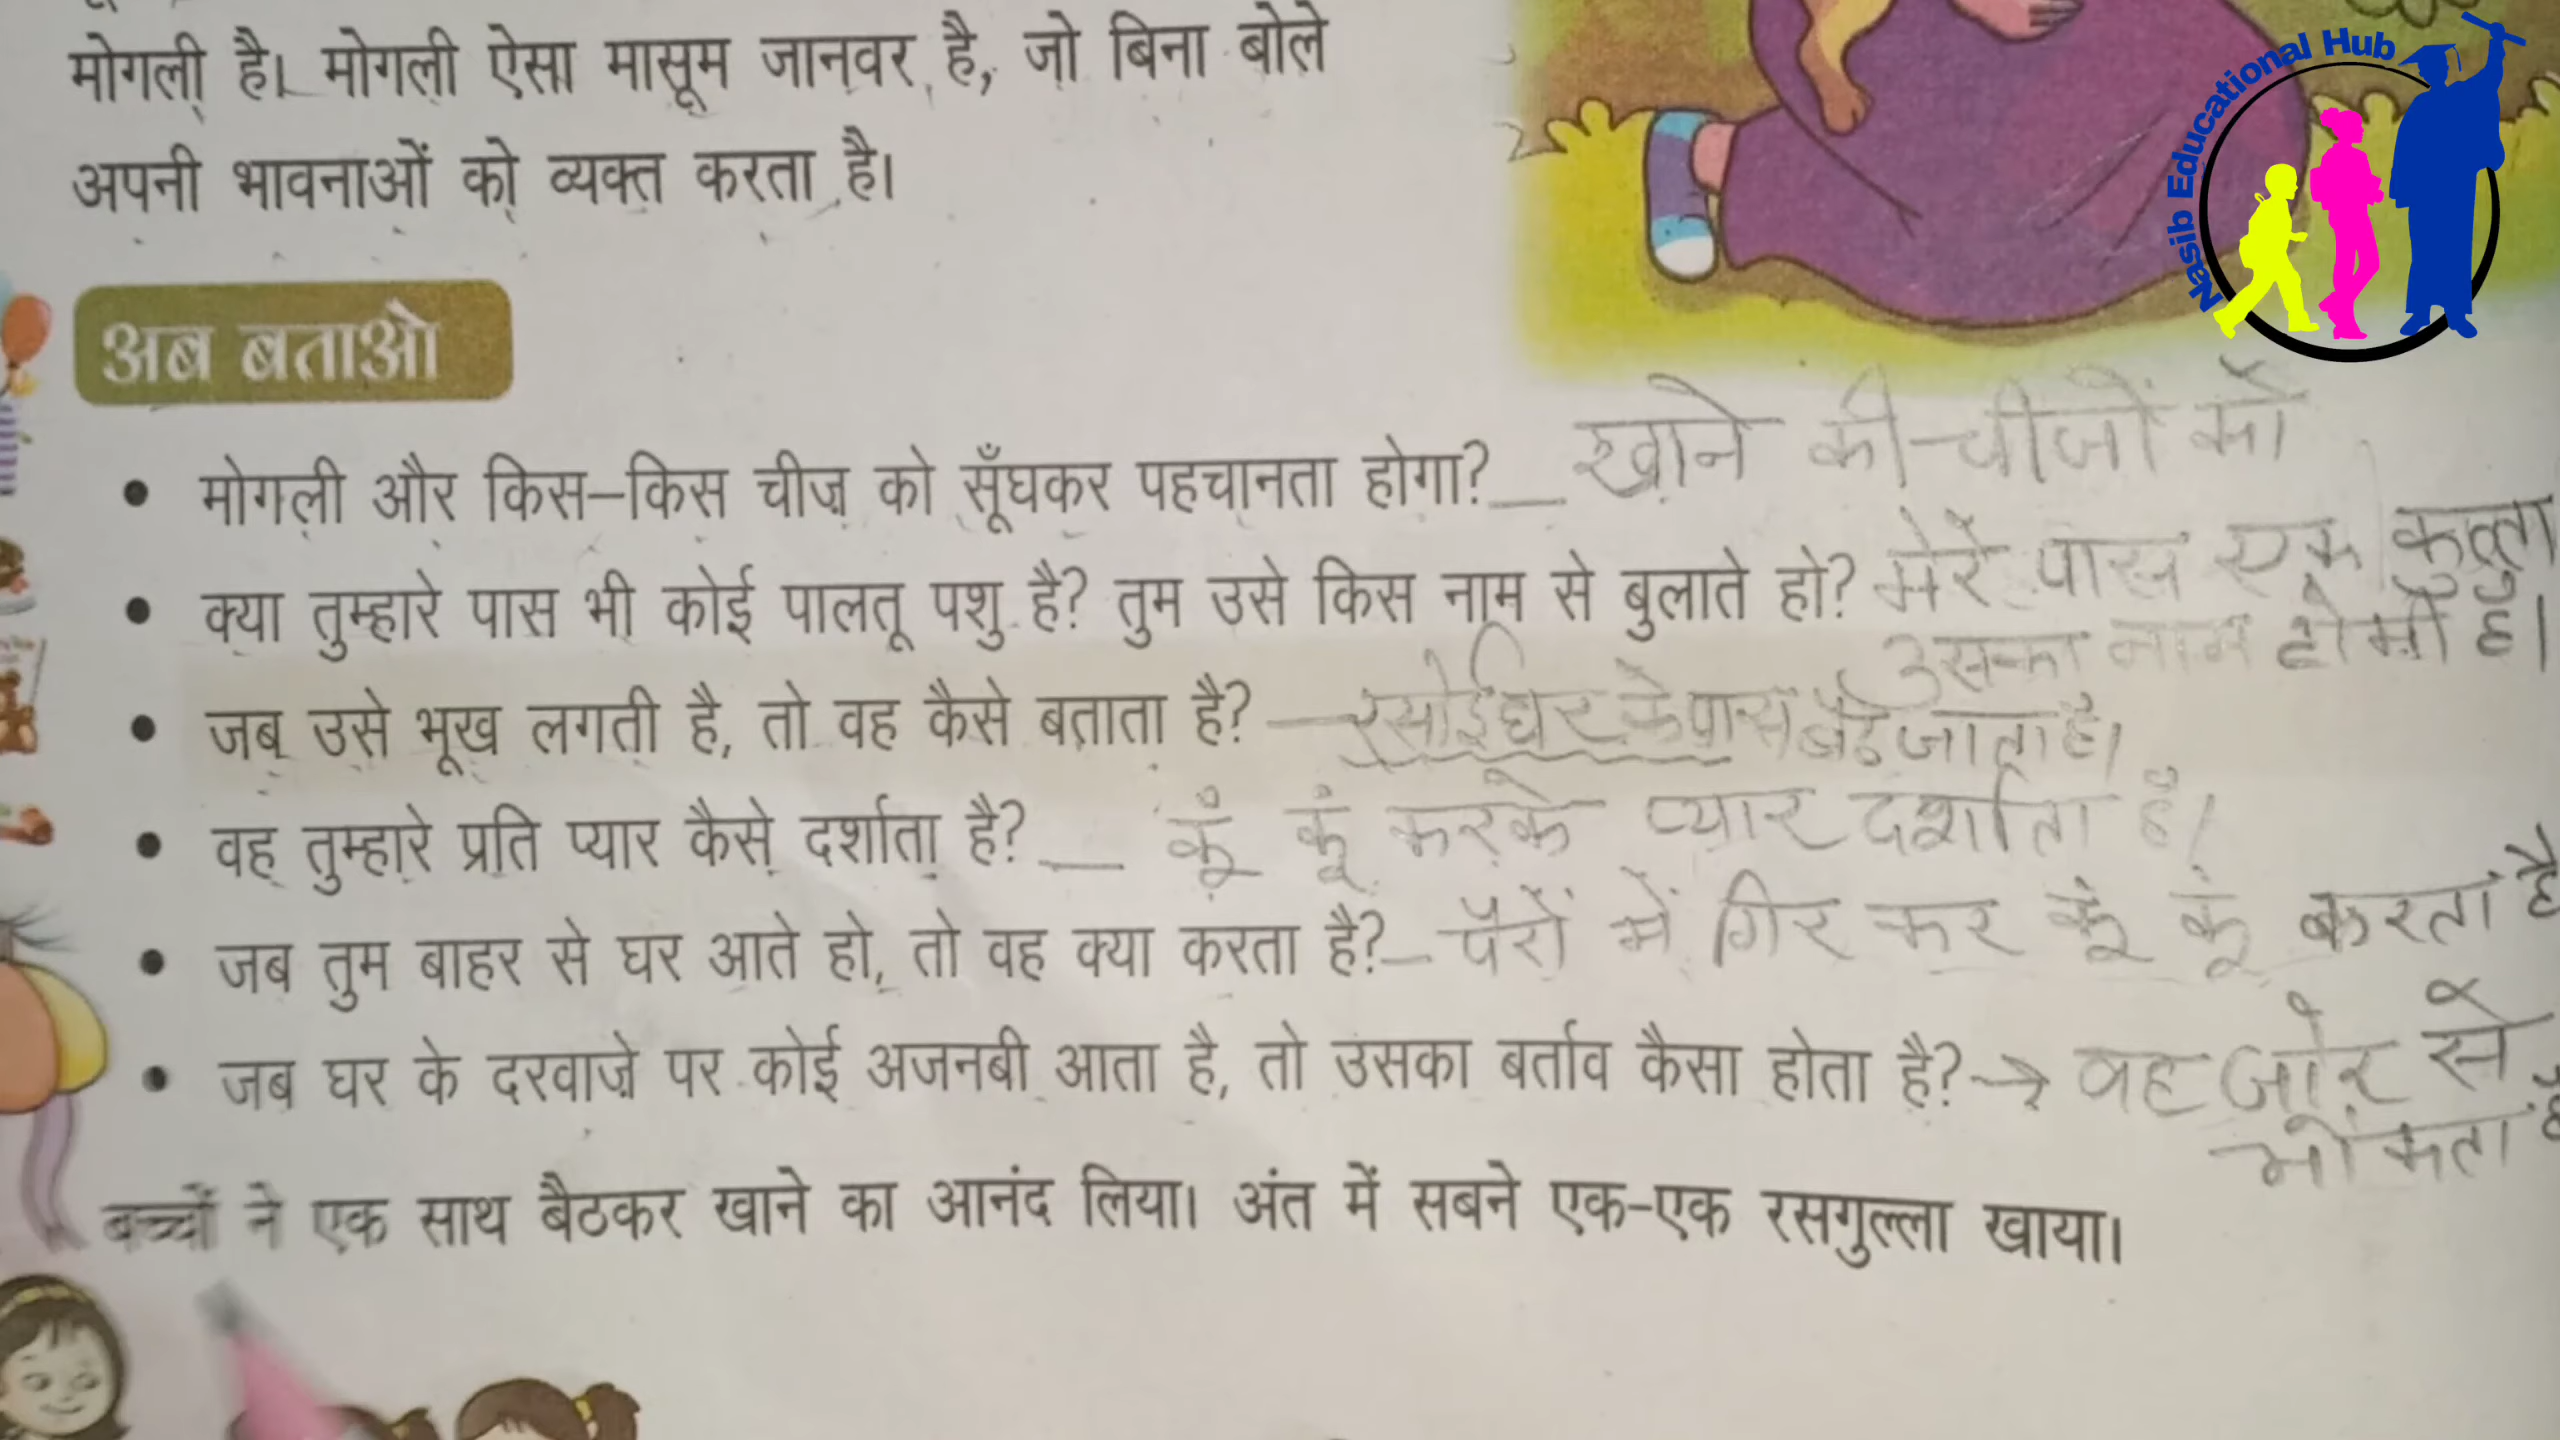 मोगली है। मोगली ऐसा मासूम जानवर है, जो बिना बोले
अपनी भावनाओं को व्यक्त करता है।
Nasib Educational Hub
अब बताओ
• मोगली और किस–किस चीज़ को सूँघकर पहचानता होगा? — खाने की चीजों को
• क्या तुम्हारे पास भी कोई पालतू पशु है? तुम उसे किस नाम से बुलाते हो? मेरे पास एक कुत्ता
उसका नाम टोमी है।
• जब उसे भूख लगती है, तो वह कैसे बताता है? — रसोईघर के पास बैठ जाता है।
• वह तुम्हारे प्रति प्यार कैसे दर्शाता है? — कूं कूं करके प्यार दर्शाता है।
• जब तुम बाहर से घर आते हो, तो वह क्या करता है? – पैरों में गिर कर कूं कूं करता है
• जब घर के दरवाज़े पर कोई अजनबी आता है, तो उसका बर्ताव कैसा होता है? → वह जोर से
भोंकता है
बच्चों ने एक साथ बैठकर खाने का आनंद लिया। अंत में सबने एक-एक रसगुल्ला खाया।